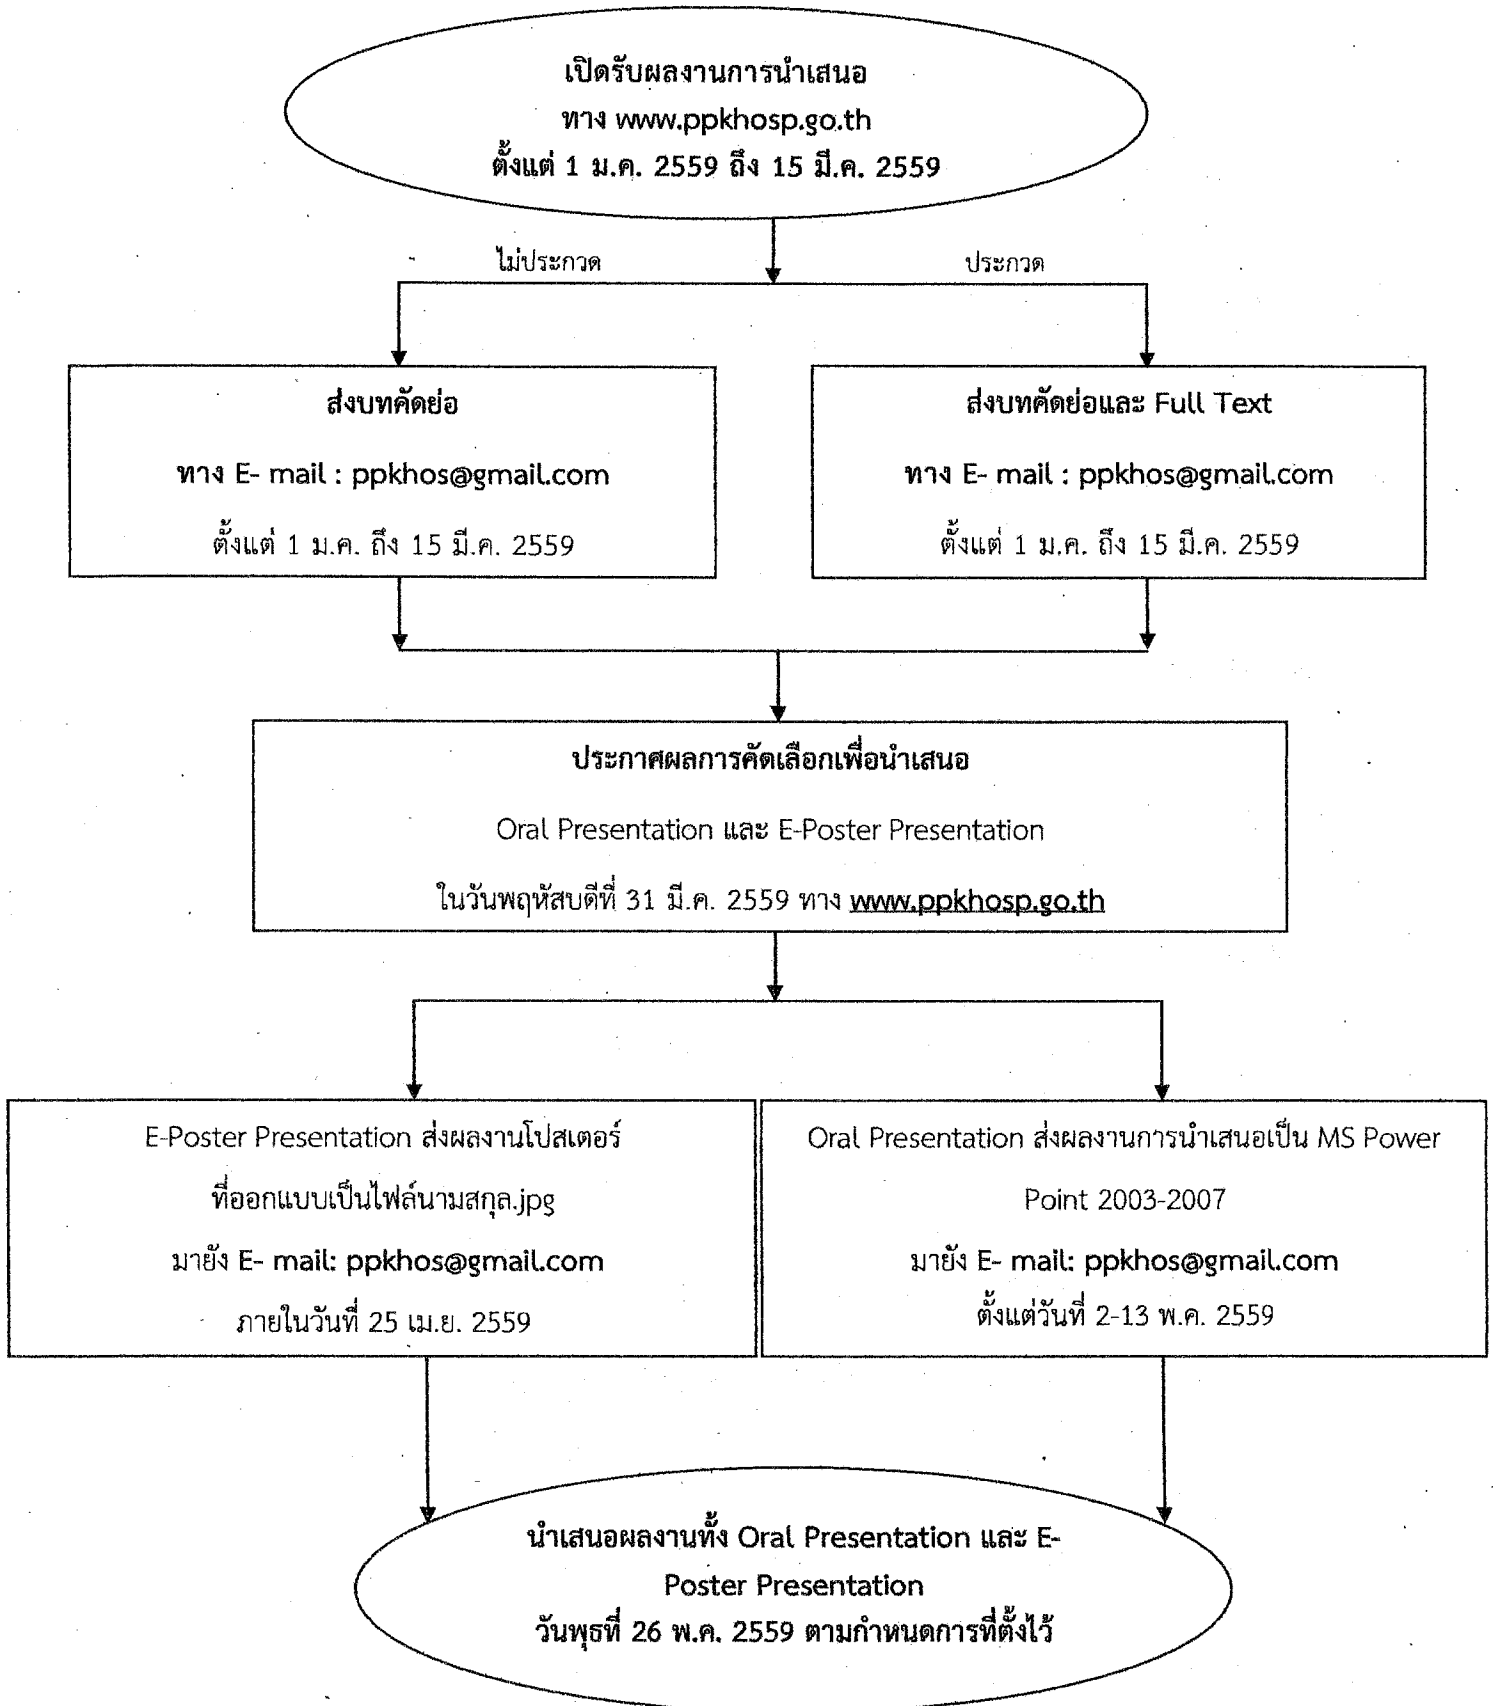 เปิดรับผลงานการนำเสนอ
ทาง www.ppkhosp.go.th
ตั้งแต่ 1 ม.ค. 2559 ถึง 15 มี.ค. 2559
ไม่ประกวด
ประกวด
ส่งบทคัดย่อ
ทาง E- mail : ppkhos@gmail.com
ตั้งแต่ 1 ม.ค. ถึง 15 มี.ค. 2559
ส่งบทคัดย่อและ Full Text
ทาง E- mail : ppkhos@gmail.com
ตั้งแต่ 1 ม.ค. ถึง 15 มี.ค. 2559
ประกาศผลการคัดเลือกเพื่อนำเสนอ
Oral Presentation และ E-Poster Presentation
ในวันพฤหัสบดีที่ 31 มี.ค. 2559 ทาง www.ppkhosp.go.th
E-Poster Presentation ส่งผลงานโปสเตอร์
ที่ออกแบบเป็นไฟล์นามสกุล.jpg
มายัง E- mail: ppkhos@gmail.com
ภายในวันที่ 25 เม.ย. 2559
Oral Presentation ส่งผลงานการนำเสนอเป็น MS Power
Point 2003-2007
มายัง E- mail: ppkhos@gmail.com
ตั้งแต่วันที่ 2-13 พ.ค. 2559
นำเสนอผลงานทั้ง Oral Presentation และ E-
Poster Presentation
วันพุธที่ 26 พ.ค. 2559 ตามกำหนดการที่ตั้งไว้